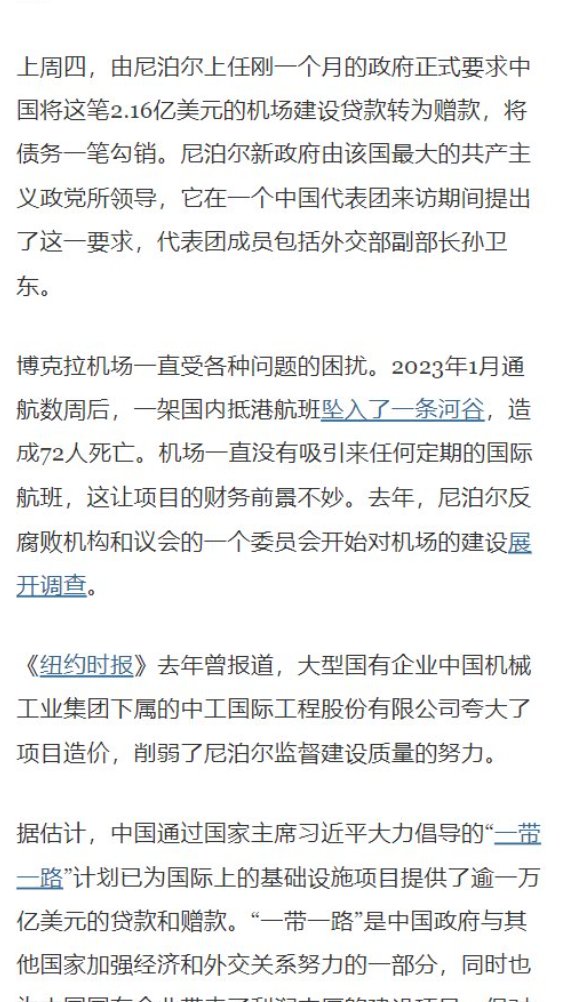 上周四，由尼泊尔上任刚一个月的政府正式要求中
国将这笔2.16亿美元的机场建设贷款转为赠款，将
债务一笔勾销。尼泊尔新政府由该国最大的共产主
义政党所领导，它在一个中国代表团来访期间提出
了这一要求，代表团成员包括外交部副部长孙卫
东。
博克拉机场一直受各种问题的困扰。2023年1月通
航数周后，一架国内抵港航班坠入了一条河谷，造
成72人死亡。机场一直没有吸引来任何定期的国际
航班，这让项目的财务前景不妙。去年，尼泊尔反
腐败机构和议会的一个委员会开始对机场的建设展
开调查。
《纽约时报》去年曾报道，大型国有企业中国机械
工业集团下属的中工国际工程股份有限公司夸大了
项目造价，削弱了尼泊尔监督建设质量的努力。
据估计，中国通过国家主席习近平大力倡导的“一带
一路”计划已为国际上的基础设施项目提供了逾一万
亿美元的贷款和赠款。“一带一路”是中国政府与其
他国家加强经济和外交关系努力的一部分，同时也